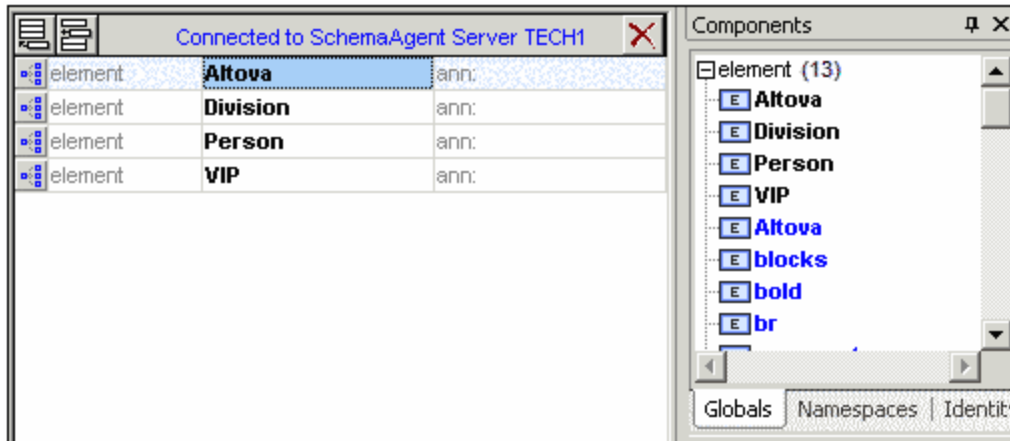 Connected to SchemaAgent Server TECH1
element Altova ann:
element Division ann:
element Person ann:
element VIP ann:
Components
element (13)
E Altova
E Division
E Person
E VIP
E Altova
E blocks
E bold
E br
Globals Namespaces